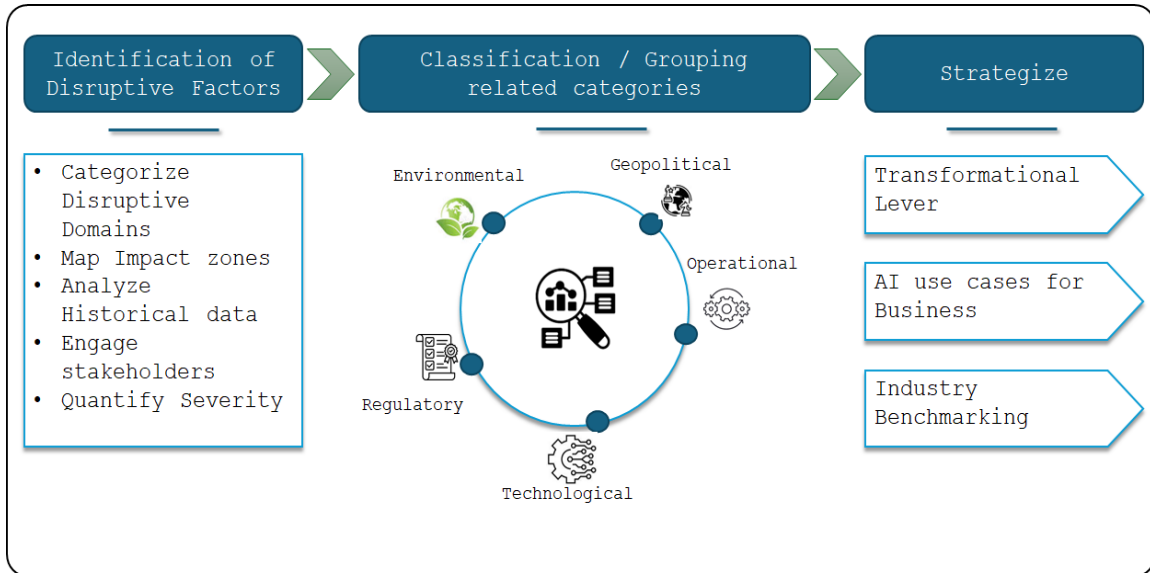 Identification of
Disruptive Factors
Classification / Grouping
related categories
Strategize
• Categorize
Disruptive
Domains
• Map Impact zones
• Analyze
Historical data
• Engage
stakeholders
• Quantify Severity
Environmental
Geopolitical
Operational
Regulatory
Technological
Transformational
Lever
AI use cases for
Business
Industry
Benchmarking